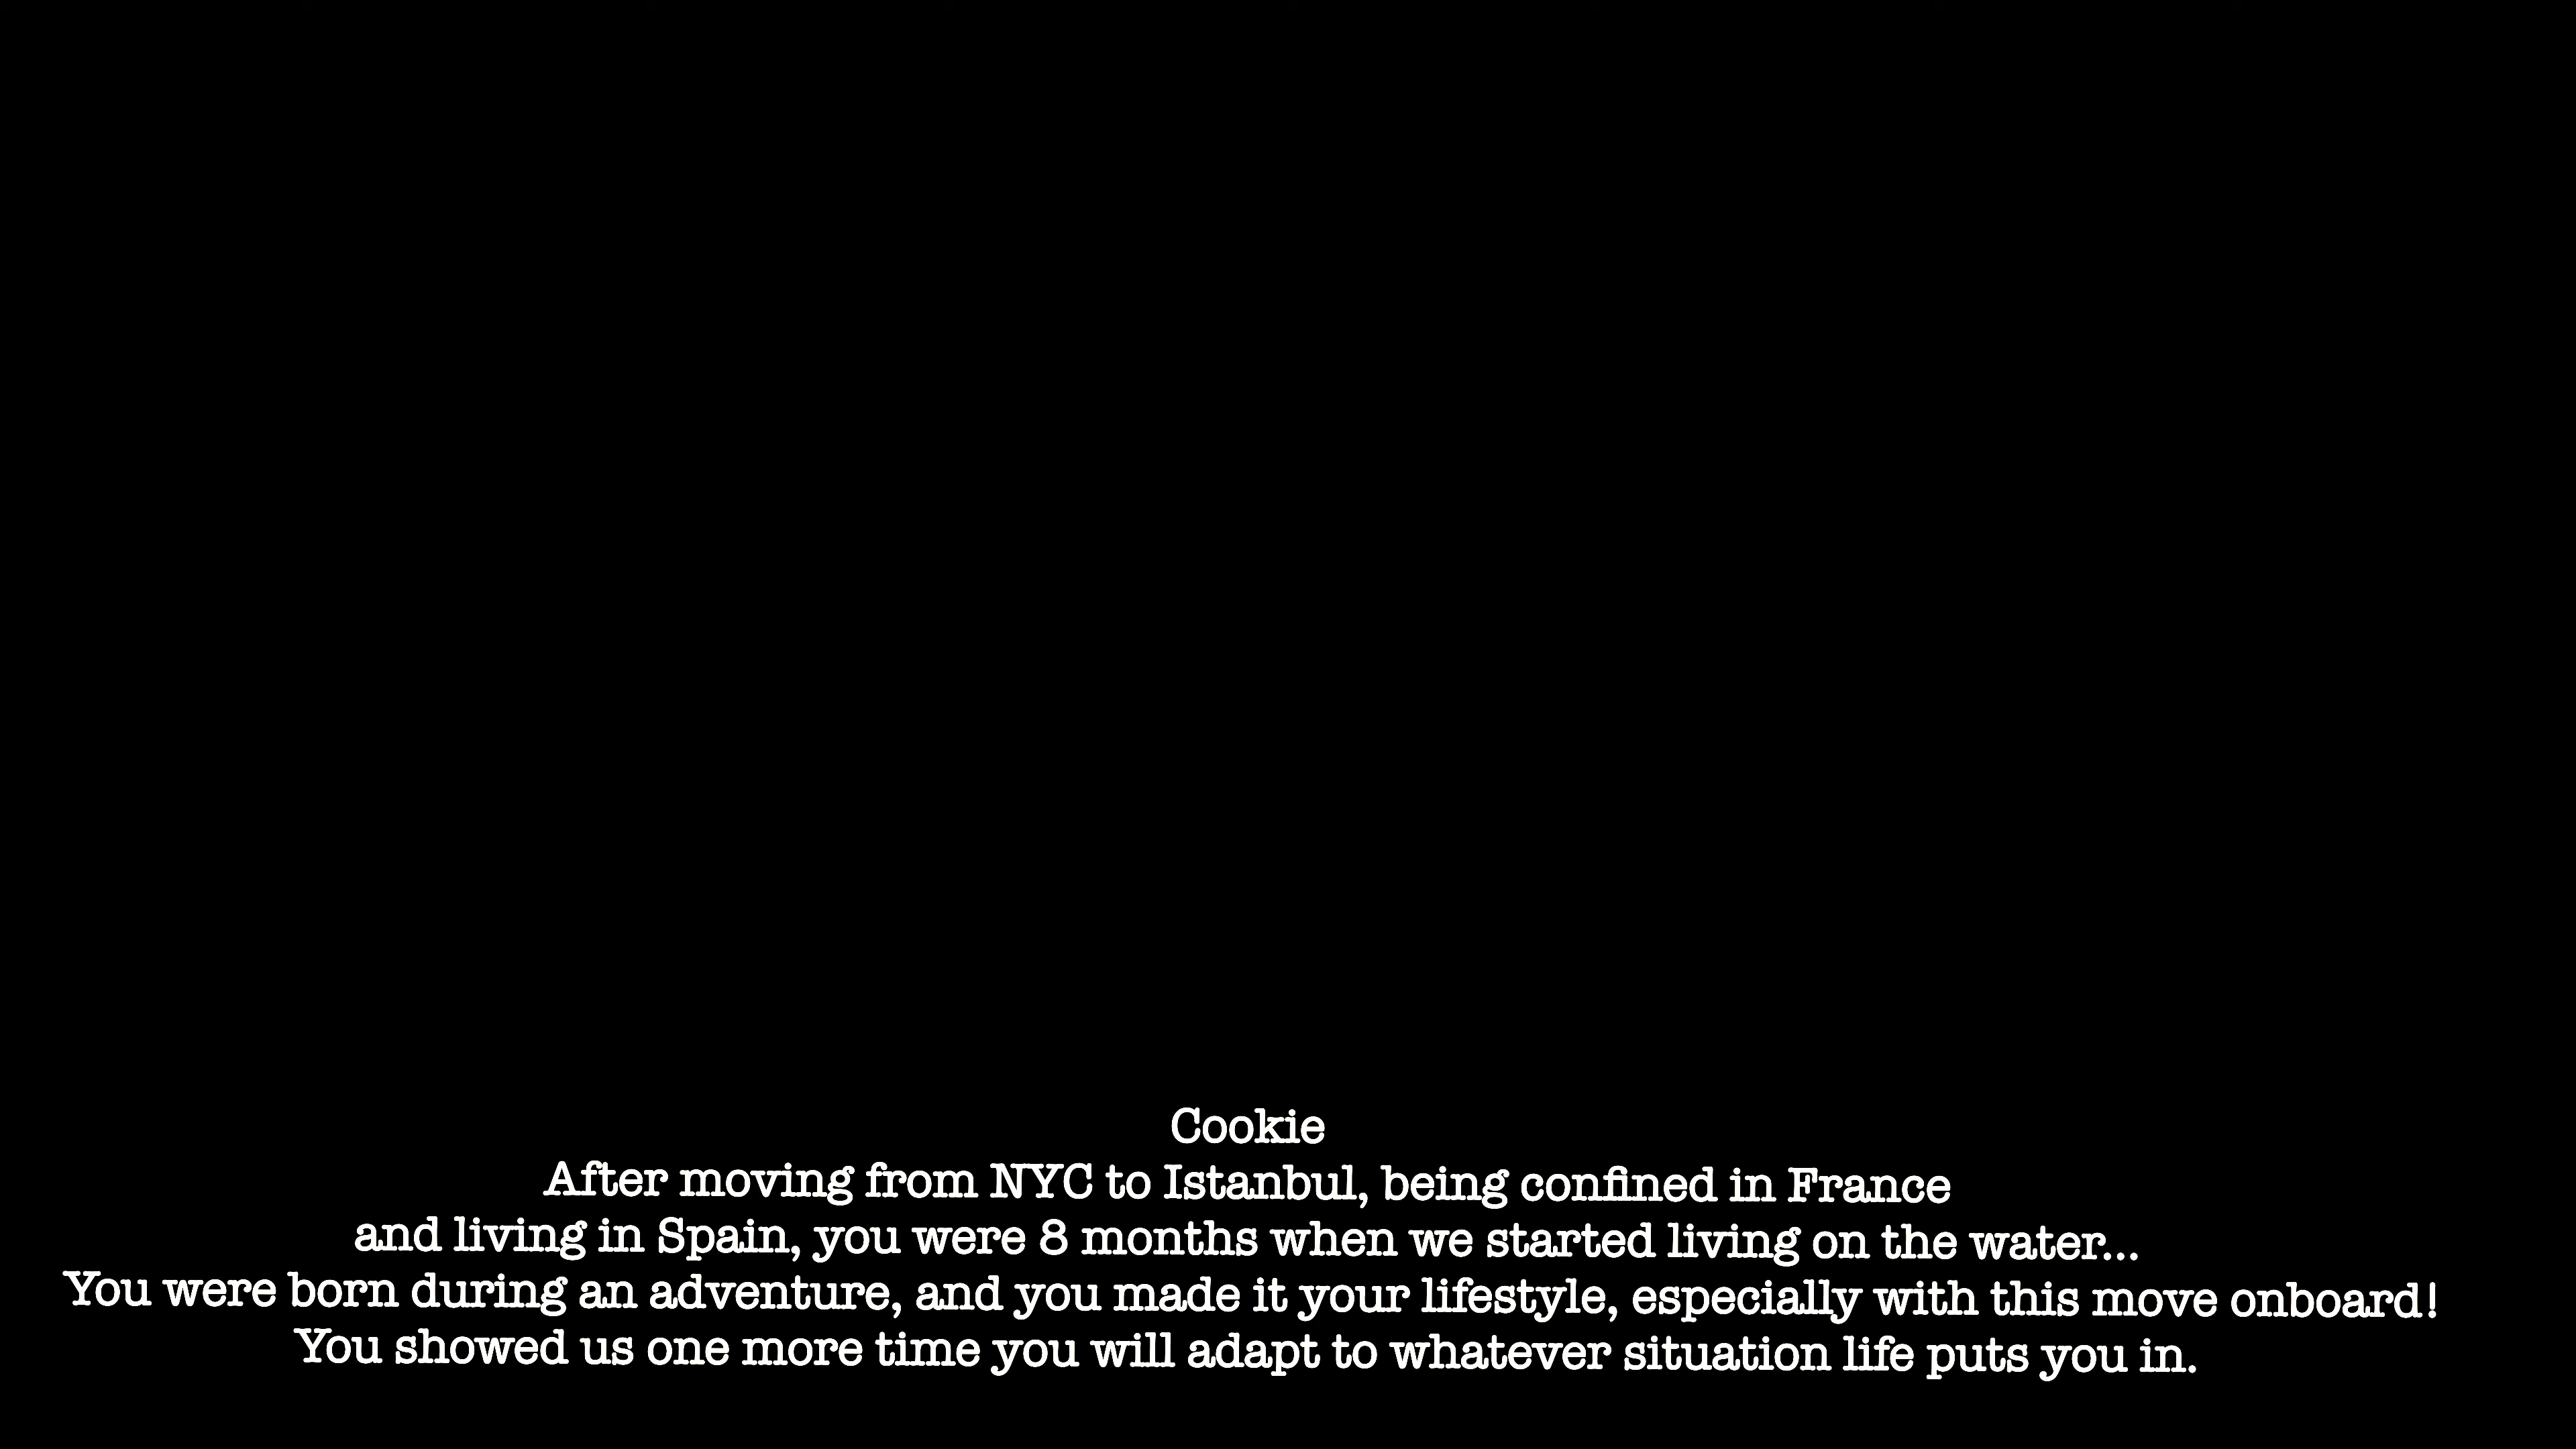 Cookie
After moving from NYC to Istanbul, being confined in France
and living in Spain, you were 8 months when we started living on the water...
You were born during an adventure, and you made it your lifestyle, especially with this move onboard!
You showed us one more time you will adapt to whatever situation life puts you in.